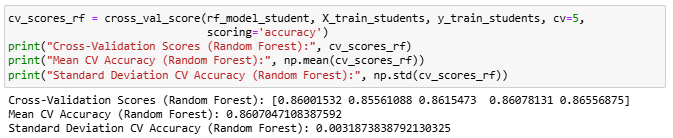 cv_scores_rf = cross_val_score(rf_model_student, X_train_students, y_train_students, cv=5,
scoring='accuracy')
print("Cross-Validation Scores (Random Forest):", cv_scores_rf)
print("Mean CV Accuracy (Random Forest):", np.mean(cv_scores_rf))
print("Standard Deviation CV Accuracy (Random Forest):", np.std(cv_scores_rf))
Cross-Validation Scores (Random Forest): [0.86001532 0.85561088 0.8615473  0.86078131 0.86556875]
Mean CV Accuracy (Random Forest): 0.8607047108387592
Standard Deviation CV Accuracy (Random Forest): 0.0031873838792130325